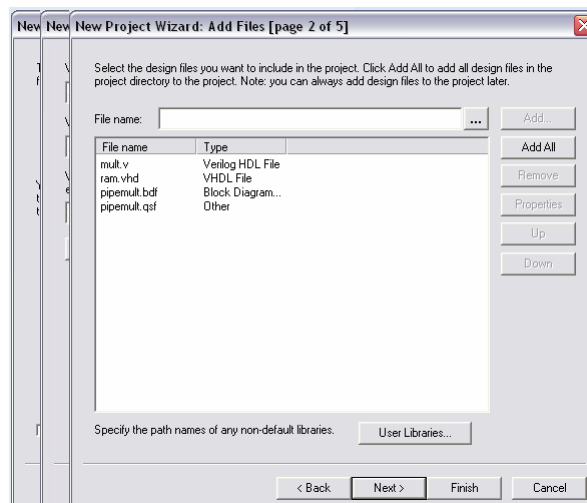 New
New
New Project Wizard: Add Files [page 2 of 5]
Select the design files you want to include in the project. Click Add All to add all design files in the
project directory to the project. Note: you can always add design files to the project later.
File name:
...
Add...
File name Type
Add All
mult.v Verilog HDL File
ram.vhd VHDL File
Remove
pipemult.bdf Block Diagram...
pipemult.qsf Other
Properties
Up
Down
Specify the path names of any non-default libraries.
User Libraries...
< Back
Next >
Finish
Cancel